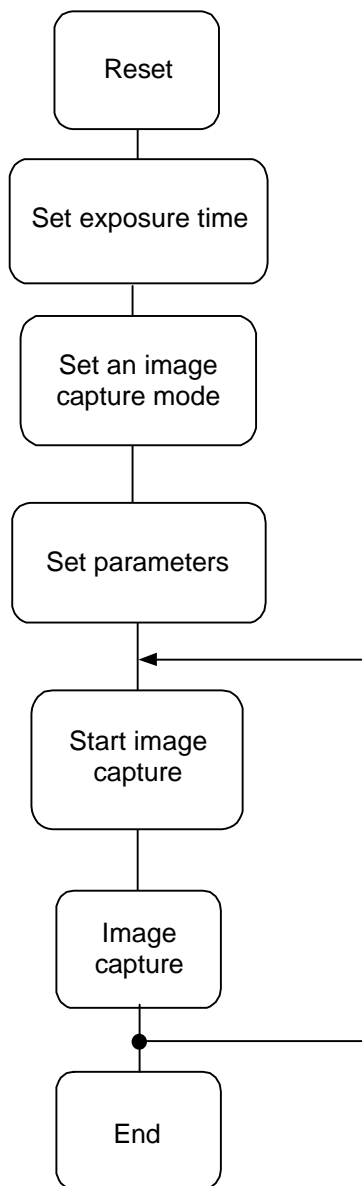 Reset
Set exposure time
Set an image
capture mode
Set parameters
Start image
capture
Image
capture
End